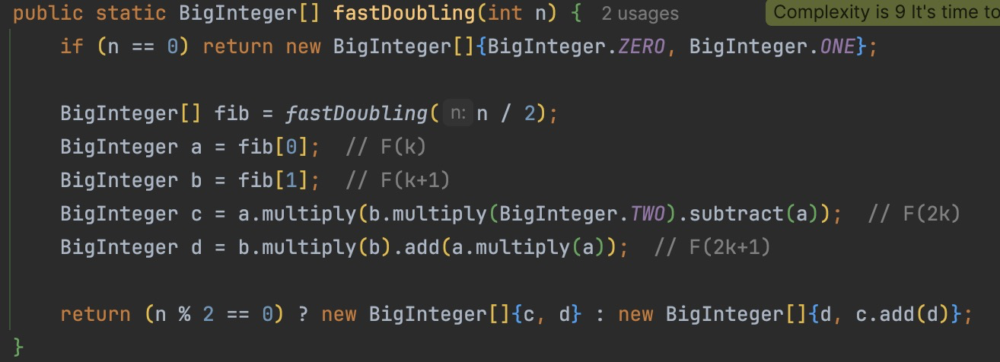 public static BigInteger[] fastDoubling(int n) { 2 usages Complexity is 9 It's time to
if (n == 0) return new BigInteger[]{BigInteger.ZERO, BigInteger.ONE};
BigInteger[] fib = fastDoubling( n: n / 2);
BigInteger a = fib[0]; // F(k)
BigInteger b = fib[1]; // F(k+1)
BigInteger c = a.multiply(b.multiply(BigInteger.TWO).subtract(a)); // F(2k)
BigInteger d = b.multiply(b).add(a.multiply(a)); // F(2k+1)
return (n % 2 == 0) ? new BigInteger[]{c, d} : new BigInteger[]{d, c.add(d)};
}